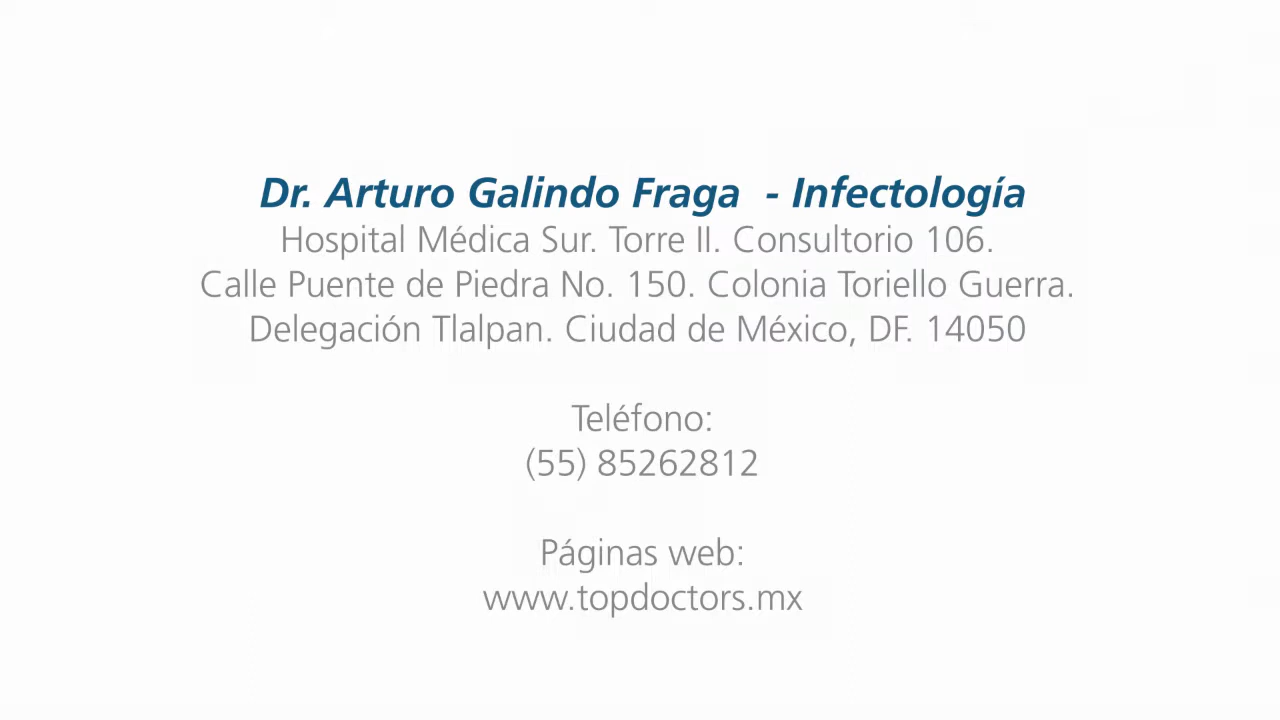 Dr. Arturo Galindo Fraga - Infectología
Hospital Médica Sur. Torre II. Consultorio 106.
Calle Puente de Piedra No. 150. Colonia Toriello Guerra.
Delegación Tlalpan. Ciudad de México, DF. 14050
Teléfono:
(55) 85262812
Páginas web:
www.topdoctors.mx